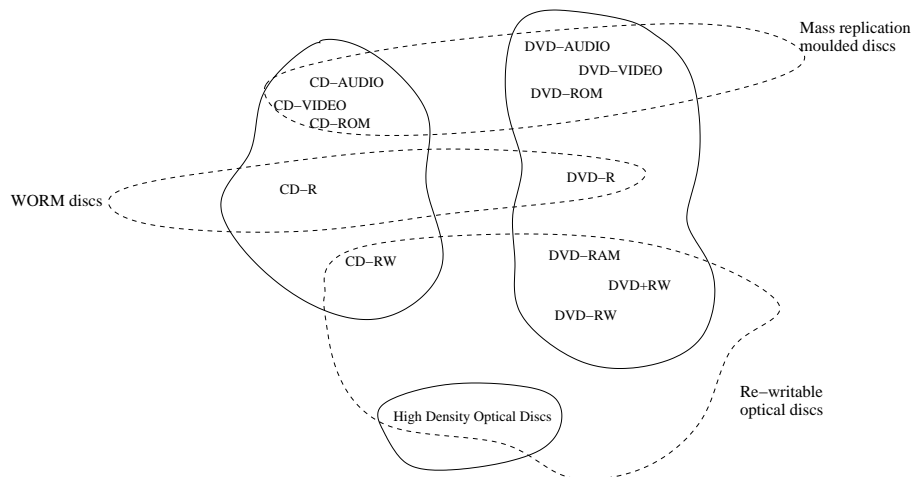 Mass replication
moulded discs
DVD−AUDIO
DVD−VIDEO
DVD−ROM
CD−AUDIO
CD−VIDEO
CD−ROM
WORM discs
CD−R
DVD−R
CD−RW
DVD−RAM
DVD+RW
DVD−RW
Re−writable
optical discs
High Density Optical Discs